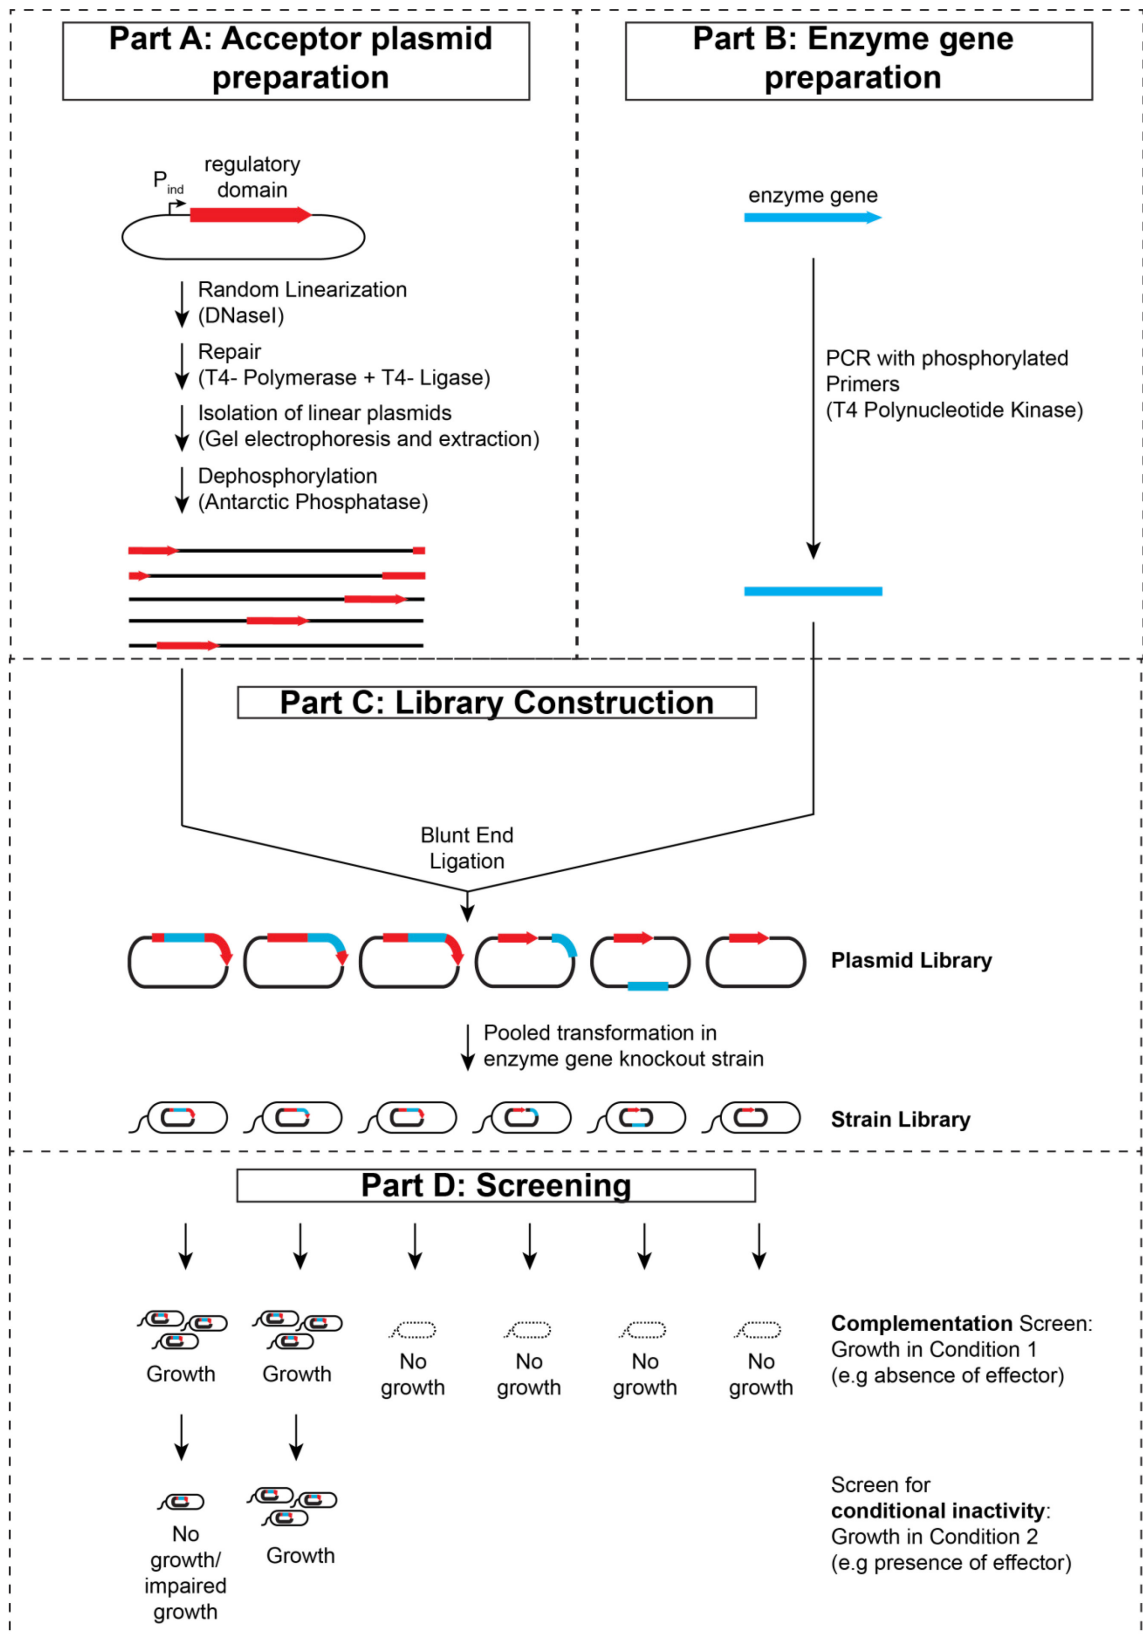 Part A: Acceptor plasmid
preparation
P ind
regulatory
domain
Random Linearization
(DNaseI)
Repair
(T4- Polymerase + T4- Ligase)
Isolation of linear plasmids
(Gel electrophoresis and extraction)
Dephosphorylation
(Antarctic Phosphatase)
Part B: Enzyme gene
preparation
enzyme gene
PCR with phosphorylated
Primers
(T4 Polynucleotide Kinase)
Part C: Library Construction
Blunt End
Ligation
Plasmid Library
Pooled transformation in
enzyme gene knockout strain
Strain Library
Part D: Screening
Growth
Growth
No
growth
No
growth
No
growth
No
growth
Complementation Screen:
Growth in Condition 1
(e.g absence of effector)
No
growth/
impaired
growth
Growth
Screen for
conditional inactivity:
Growth in Condition 2
(e.g presence of effector)